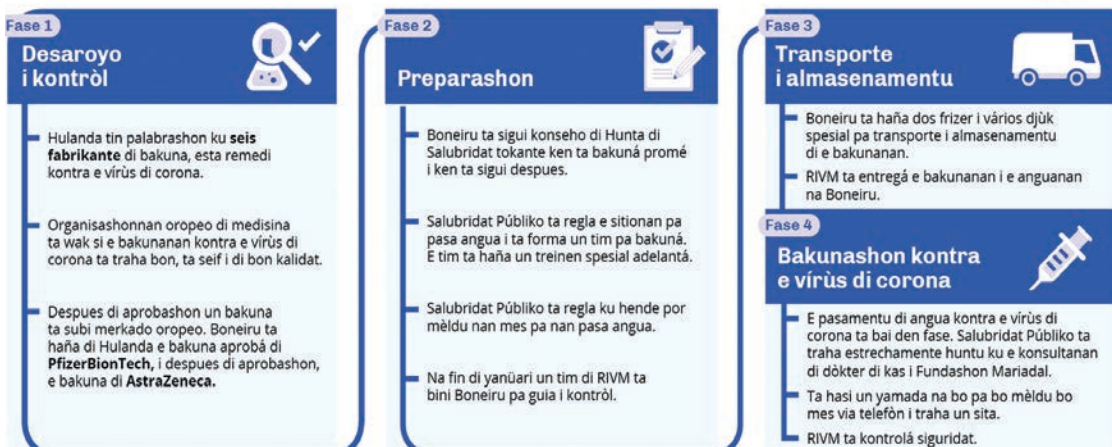 Fase 1
Desaroyo
i kontròl
Hulanda tin palabrashon ku seis
fabrikante di bakuna, esta remedi
kontra e vírùs di corona.
Organisashonnan oropeo di medisina
ta wak si e bakunanan kontra e vírùs di
corona ta traha bon, ta seif i di bon kalidat.
Despues di aprobashon un bakuna
ta subi merkado oropeo. Boneiru ta
haña di Hulanda e bakuna aprobá di
PfizerBionTech, i despues di aprobashon,
e bakuna di AstraZeneca.
Fase 2
Preparashon
Boneiru ta sigui konseho di Hunta di
Salubridat tokante ken ta bakuná promé
i ken ta sigui despues.
Salubridat Públiko ta regla e sitionan pa
pasa angua i ta forma un tim pa bakuná.
E tim ta haña un treinen spesial adelantá.
Salubridat Públiko ta regla ku hende por
mèldu nan mes pa nan pasa angua.
Na fin di yanüari un tim di RIVM ta
bini Boneiru pa guia i kontròl.
Fase 3
Transporte
i almasenamentu
Boneiru ta haña dos frizer i vários djùk
spesial pa transporte i almasenamentu
di e bakunanan.
RIVM ta entregá e bakunanan i e anguanan
na Boneiru.
Fase 4
Bakunashon kontra
e vírùs di corona
E pasamentu di angua kontra e vírùs di
corona ta bai den fase. Salubridat Públiko ta
traha estrechamente huntu ku e konsultanan
di dòkter di kas i Fundashon Mariadal.
Ta hasi un yamada na bo pa bo mèldu bo
mes via telefòn i traha un sita.
RIVM ta kontrolá siguridat.